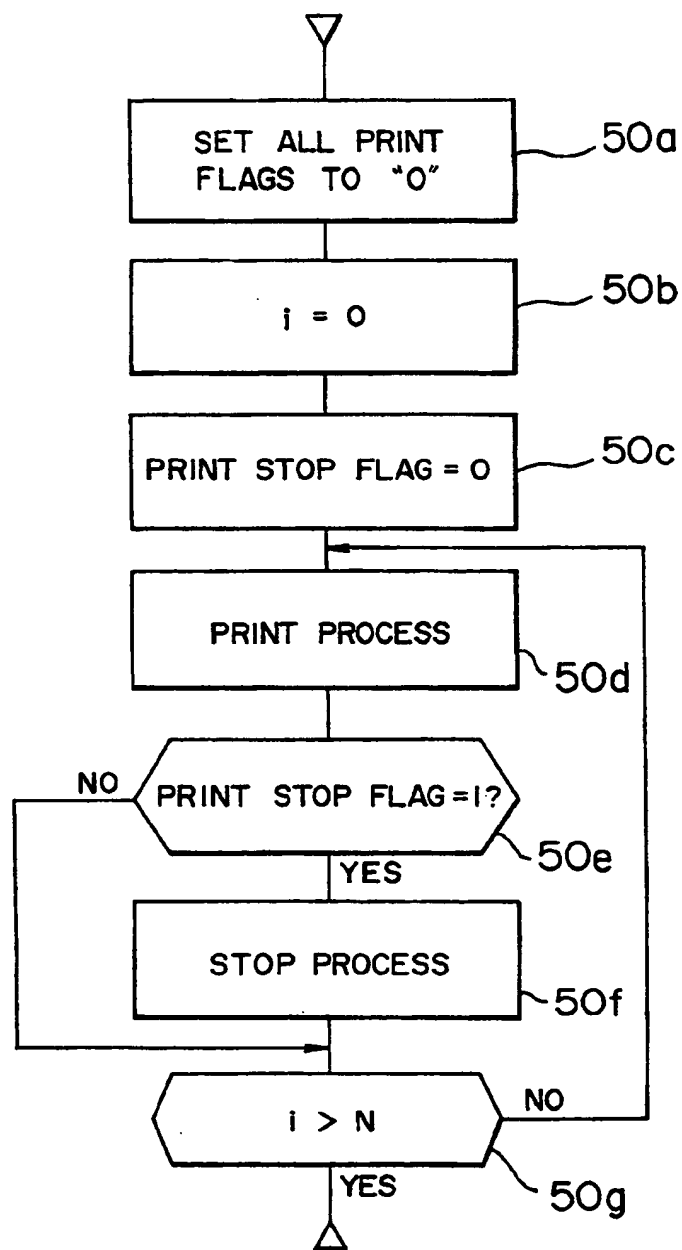 SET ALL PRINT
FLAGS TO "0"
50a
i = 0
50b
PRINT STOP FLAG = 0
50c
PRINT PROCESS
50d
NO
PRINT STOP FLAG = 1?
50e
YES
STOP PROCESS
50f
i > N
NO
50g
YES